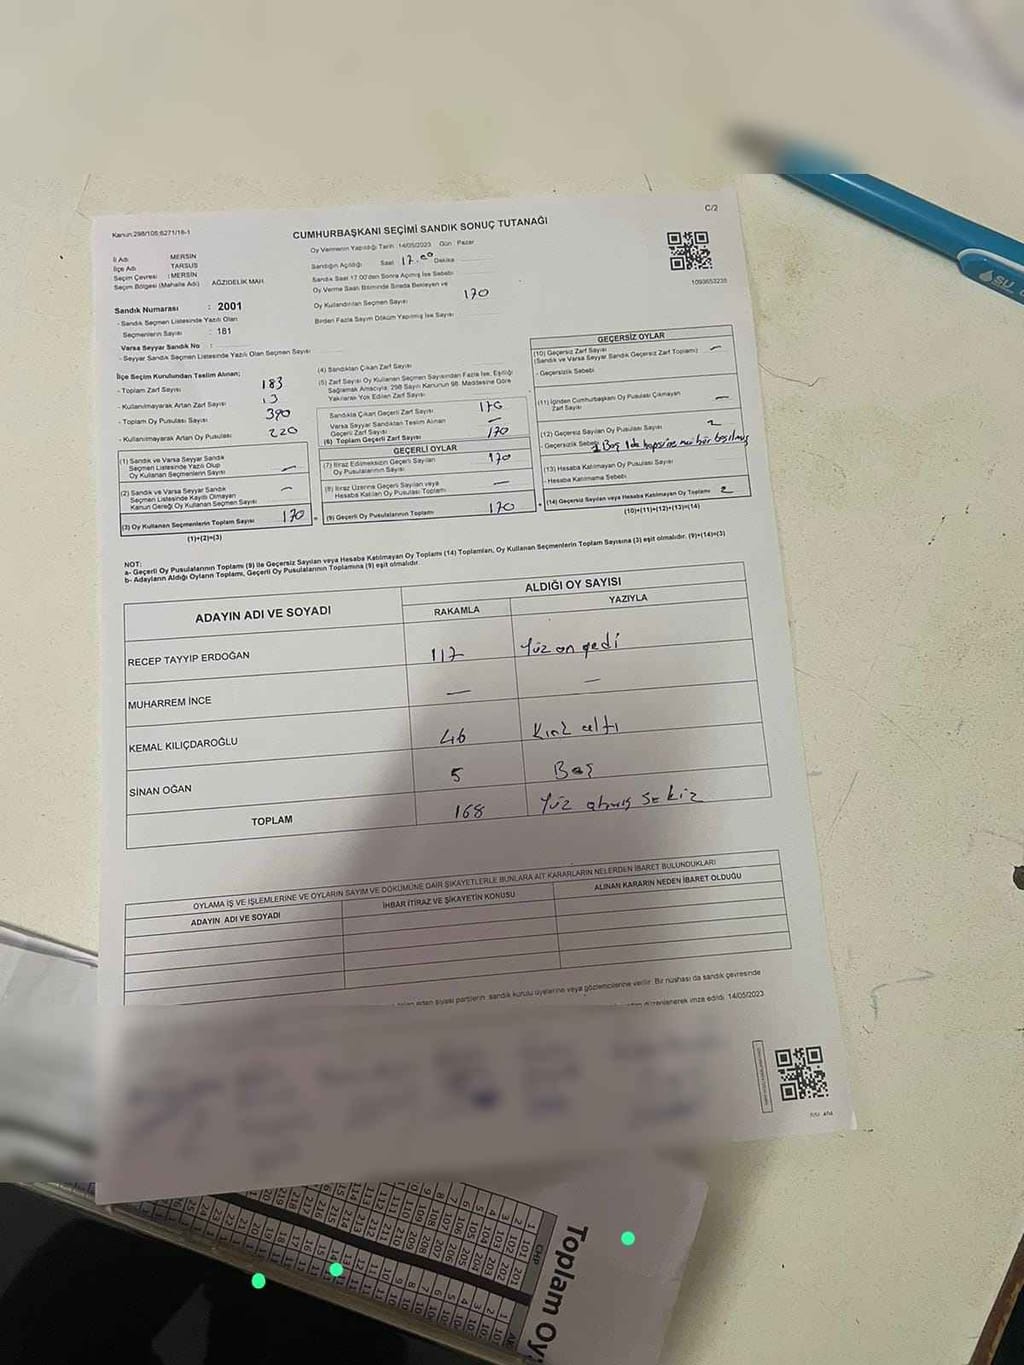 C/2
Kanun:298/105;6271/16-1
CUMHURBAŞKANI SEÇİMİ SANDIK SONUÇ TUTANAĞI
Oy Vermenin Yapıldığı Tarih 14/05/2023 Gün Pazar
İl Adı : MERSIN
İlçe Adı : TARSUS
Seçim Çevresi : MERSİN
Seçim Bölgesi (Mahalle Adı) AĞZIDELİK MAH.
Sandığın Açıldığı Saat 17.00 Dakika
Sandık Saat 17.00'den Sonra Açılmış İse Sebebi
Oy Verme Saati Bitiminde Sırada Bekleyen ve
Oy Kullandırılan Seçmen Sayısı 170
Birden Fazla Sayım Döküm Yapılmış İse Sayısı
1093653235
Sandık Numarası : 2001
- Sandık Seçmen Listesinde Yazılı Olan
Seçmenlerin Sayısı : 181
Varsa Seyyar Sandık No :
- Seyyar Sandık Seçmen Listesinde Yazılı Olan Seçmen Sayısı
İlçe Seçim Kurulundan Teslim Alınan;
- Toplam Zarf Sayısı 183
- Kullanılmayarak Artan Zarf Sayısı 13
- Toplam Oy Pusulası Sayısı 390
- Kullanılmayarak Artan Oy Pusulası 220
(1) Sandık ve Varsa Seyyar Sandık
Seçmen Listesinde Yazılı Olup
Oy Kullanan Seçmenlerin Sayısı —
(2) Sandık ve Varsa Seyyar Sandık
Seçmen Listesinde Kayıtlı Olmayan
Kanun Gereği Oy Kullanan Seçmen Sayısı —
(3) Oy Kullanan Seçmenlerin Toplam Sayısı 170 =
(1)+(2)=(3)
(4) Sandıktan Çıkan Zarf Sayısı
(5) Zarf Sayısı Oy Kullanan Seçmen Sayısından Fazla ise, Eşitliği
Sağlamak Amacıyla; 298 Sayılı Kanunun 98. Maddesine Göre
Yakılarak Yok Edilen Zarf Sayısı
Sandıkta Çıkan Geçerli Zarf Sayısı 170
Varsa Seyyar Sandıktan Teslim Alınan
Geçerli Zarf Sayısı —
(6) Toplam Geçerli Zarf Sayısı 170
GEÇERLİ OYLAR
(7) İtiraz Edilmeksizin Geçerli Sayılan
Oy Pusulalarının Sayısı 170
(8) İtiraz Üzerine Geçerli Sayılan veya
Hesaba Katılan Oy Pusulası Toplamı —
(9) Geçerli Oy Pusulalarının Toplamı 170 +
GEÇERSİZ OYLAR
(10) Geçersiz Zarf Sayısı
(Sandık ve Varsa Seyyar Sandık Geçersiz Zarf Toplamı) —
- Geçersizlik Sebebi
(11) İçinden Cumhurbaşkanı Oy Pusulası Çıkmayan
Zarf Sayısı —
(12) Geçersiz Sayılan Oy Pusulası Sayısı 2
- Geçersizlik Sebebi 1 Boş 1 de hepsine mühür basılmış
(13) Hesaba Katılmayan Oy Pusulası Sayısı
- Hesaba Katılmama Sebebi
(14) Geçersiz Sayılan veya Hesaba Katılmayan Oy Toplamı 2
(10)+(11)+(12)+(13)=(14)
NOT:
a- Geçerli Oy Pusulalarının Toplamı (9) ile Geçersiz Sayılan veya Hesaba Katılmayan Oy Toplamı (14) Toplamları, Oy Kullanan Seçmenlerin Toplam Sayısına (3) eşit olmalıdır. (9)+(14)=(3)
b- Adayların Aldığı Oyların Toplamı, Geçerli Oy Pusulalarının Toplamına (9) eşit olmalıdır.
ADAYIN ADI VE SOYADI
ALDIĞI OY SAYISI
RAKAMLA YAZIYLA
RECEP TAYYİP ERDOĞAN 117 Yüz on yedi
MUHARREM İNCE — —
KEMAL KILIÇDAROĞLU 46 Kırk altı
SİNAN OĞAN 5 Beş
TOPLAM 168 Yüz atmış sekiz
OYLAMA İŞ VE İŞLEMLERİNE VE OYLARIN SAYIM VE DÖKÜMÜNE DAİR ŞİKAYETLERLE BUNLARA AİT KARARLARIN NELERDEN İBARET BULUNDUKLARI
ADAYIN ADI VE SOYADI İHBAR İTİRAZ VE ŞİKAYETİN KONUSU ALINAN KARARIN NEDEN İBARET OLDUĞU
eden siyasi partilerin sandık kurulu üyelerine veya gözlemcilerine verilir. Bir nüshası da sandık çevresinde
düzenlenerek imza edildi. 14/05/2023
Toplam Oy
CHP